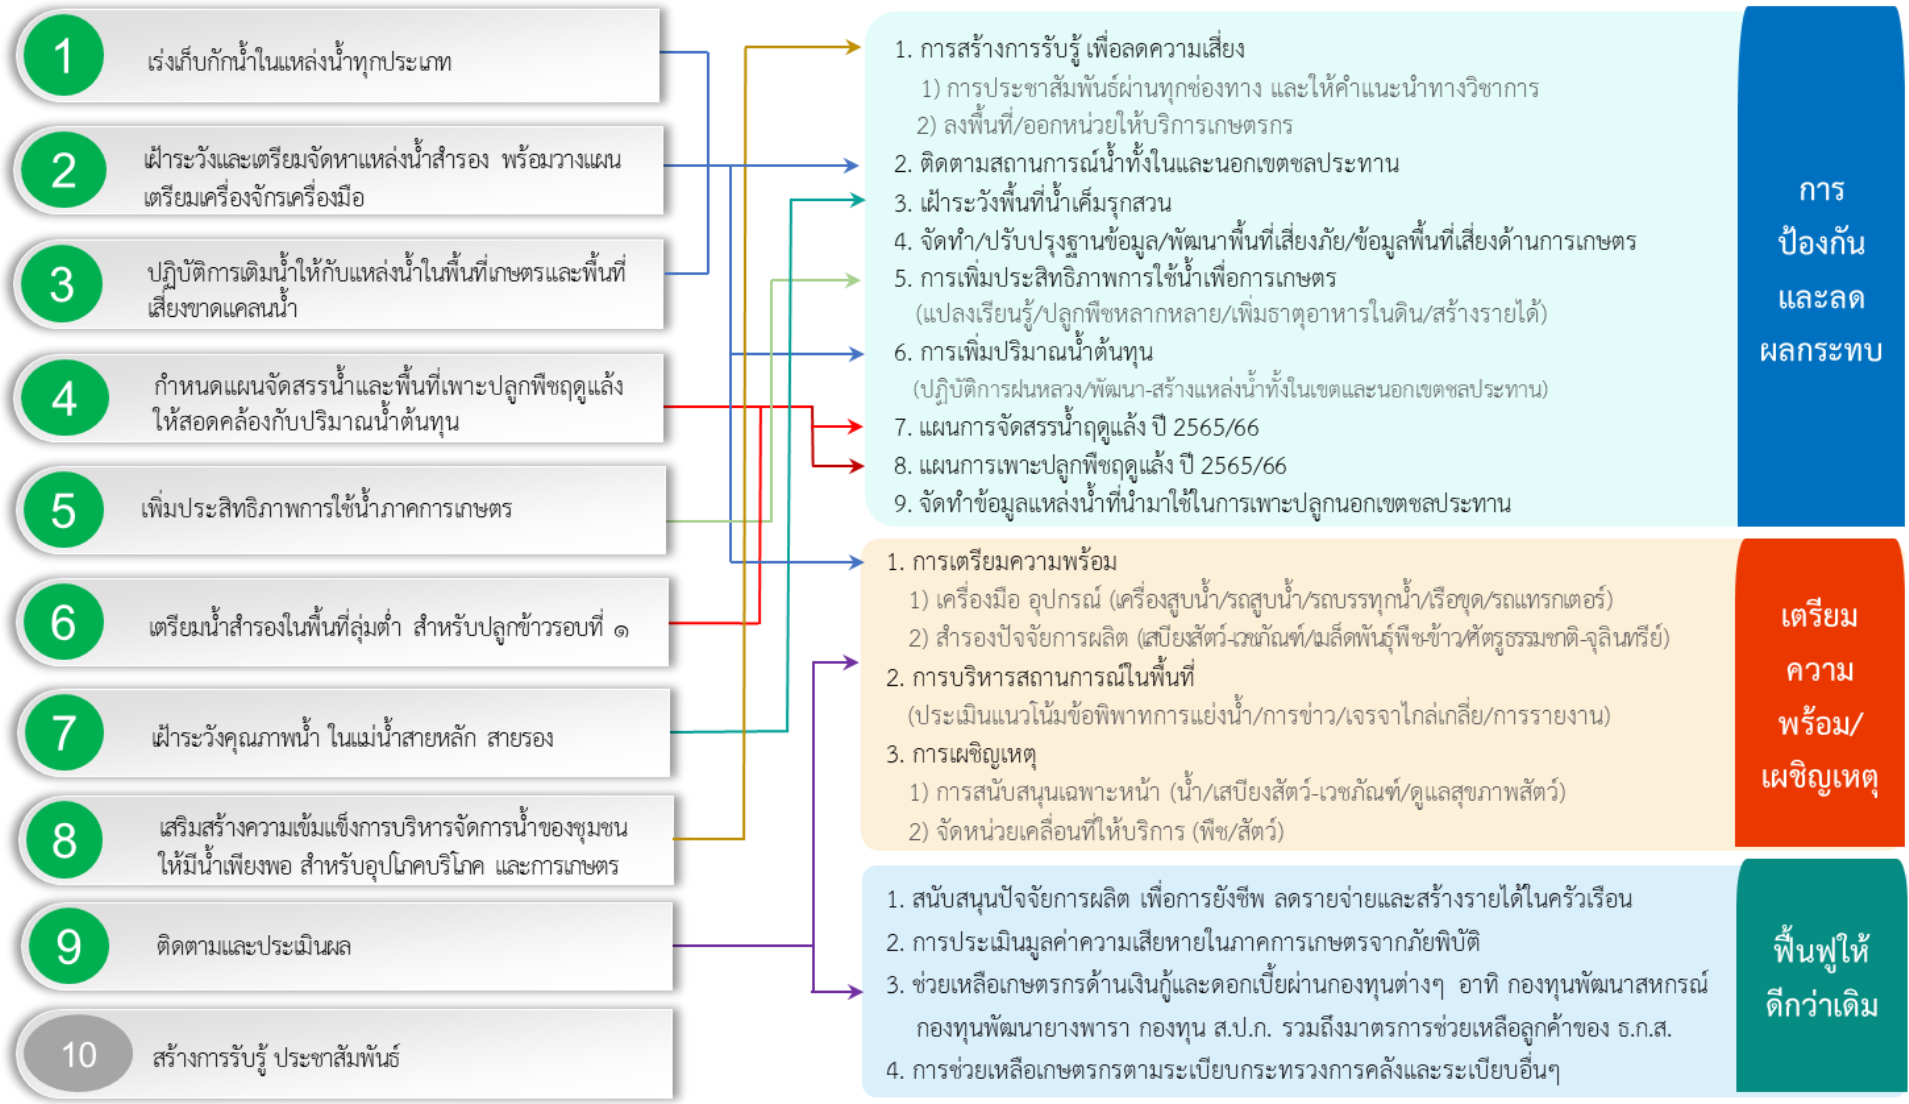 1
เร่งเก็บกักน้ำในแหล่งน้ำทุกประเภท
2
เฝ้าระวังและเตรียมจัดหาแหล่งน้ำสำรอง พร้อมวางแผน
เตรียมเครื่องจักรเครื่องมือ
3
ปฏิบัติการเติมน้ำให้กับแหล่งน้ำในพื้นที่เกษตรและพื้นที่
เสี่ยงขาดแคลนน้ำ
4
กำหนดแผนจัดสรรน้ำและพื้นที่เพาะปลูกพืชฤดูแล้ง
ให้สอดคล้องกับปริมาณน้ำต้นทุน
5
เพิ่มประสิทธิภาพการใช้น้ำภาคการเกษตร
6
เตรียมน้ำสำรองในพื้นที่ลุ่มต่ำ สำหรับปลูกข้าวรอบที่ ๑
7
เฝ้าระวังคุณภาพน้ำ ในแม่น้ำสายหลัก สายรอง
8
เสริมสร้างความเข้มแข็งการบริหารจัดการน้ำของชุมชน
ให้มีน้ำเพียงพอ สำหรับอุปโภคบริโภค และการเกษตร
9
ติดตามและประเมินผล
10
สร้างการรับรู้ ประชาสัมพันธ์
1. การสร้างการรับรู้ เพื่อลดความเสี่ยง
1) การประชาสัมพันธ์ผ่านทุกช่องทาง และให้คำแนะนำทางวิชาการ
2) ลงพื้นที่/ออกหน่วยให้บริการเกษตรกร
2. ติดตามสถานการณ์น้ำทั้งในและนอกเขตชลประทาน
3. เฝ้าระวังพื้นที่น้ำเค็มรุกสวน
4. จัดทำ/ปรับปรุงฐานข้อมูล/พัฒนาพื้นที่เสี่ยงภัย/ข้อมูลพื้นที่เสี่ยงด้านการเกษตร
5. การเพิ่มประสิทธิภาพการใช้น้ำเพื่อการเกษตร
(แปลงเรียนรู้/ปลูกพืชหลากหลาย/เพิ่มธาตุอาหารในดิน/สร้างรายได้)
6. การเพิ่มปริมาณน้ำต้นทุน
(ปฏิบัติการฝนหลวง/พัฒนา-สร้างแหล่งน้ำทั้งในเขตและนอกเขตชลประทาน)
7. แผนการจัดสรรน้ำฤดูแล้ง ปี 2565/66
8. แผนการเพาะปลูกพืชฤดูแล้ง ปี 2565/66
9. จัดทำข้อมูลแหล่งน้ำที่นำมาใช้ในการเพาะปลูกนอกเขตชลประทาน
การ
ป้องกัน
และลด
ผลกระทบ
1. การเตรียมความพร้อม
1) เครื่องมือ อุปกรณ์ (เครื่องสูบน้ำ/รถสูบน้ำ/รถบรรทุกน้ำ/เรือขุด/รถแทรกเตอร์)
2) สำรองปัจจัยการผลิต (เสบียงสัตว์-เวชภัณฑ์/เมล็ดพันธุ์พืช-ข้าว/ศัตรูธรรมชาติ-จุลินทรีย์)
2. การบริหารสถานการณ์ในพื้นที่
(ประเมินแนวโน้มข้อพิพาทการแย่งน้ำ/การข่าว/เจรจาไกล่เกลี่ย/การรายงาน)
3. การเผชิญเหตุ
1) การสนับสนุนเฉพาะหน้า (น้ำ/เสบียงสัตว์-เวชภัณฑ์/ดูแลสุขภาพสัตว์)
2) จัดหน่วยเคลื่อนที่ให้บริการ (พืช/สัตว์)
เตรียม
ความ
พร้อม/
เผชิญเหตุ
1. สนับสนุนปัจจัยการผลิต เพื่อการยังชีพ ลดรายจ่ายและสร้างรายได้ในครัวเรือน
2. การประเมินมูลค่าความเสียหายในภาคการเกษตรจากภัยพิบัติ
3. ช่วยเหลือเกษตรกรด้านเงินกู้และดอกเบี้ยผ่านกองทุนต่างๆ อาทิ กองทุนพัฒนาสหกรณ์
กองทุนพัฒนายางพารา กองทุน ส.ป.ก. รวมถึงมาตรการช่วยเหลือลูกค้าของ ธ.ก.ส.
4. การช่วยเหลือเกษตรกรตามระเบียบกระทรวงการคลังและระเบียบอื่นๆ
ฟื้นฟูให้
ดีกว่าเดิม